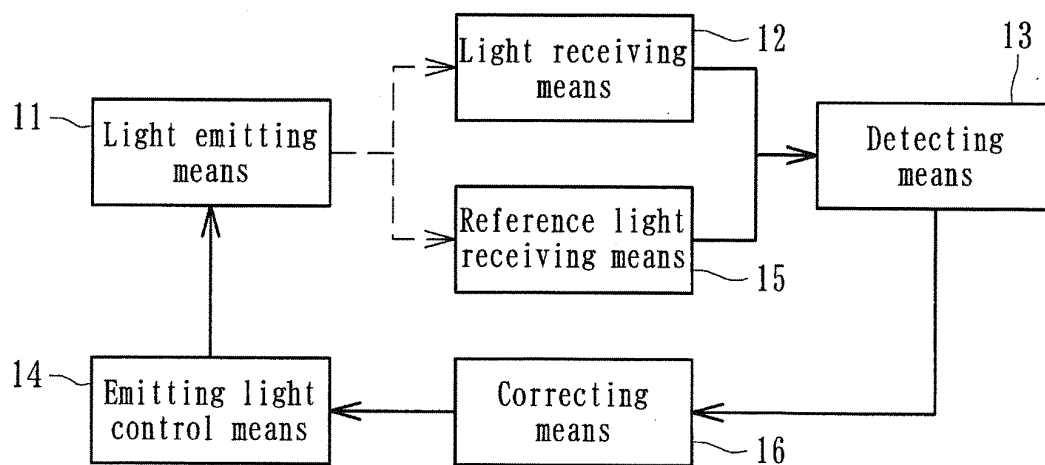 12
Light receiving
means
13
11
Light emitting
means
Detecting
means
Reference light
receiving means
15
14
Emitting light
control means
Correcting
means
16